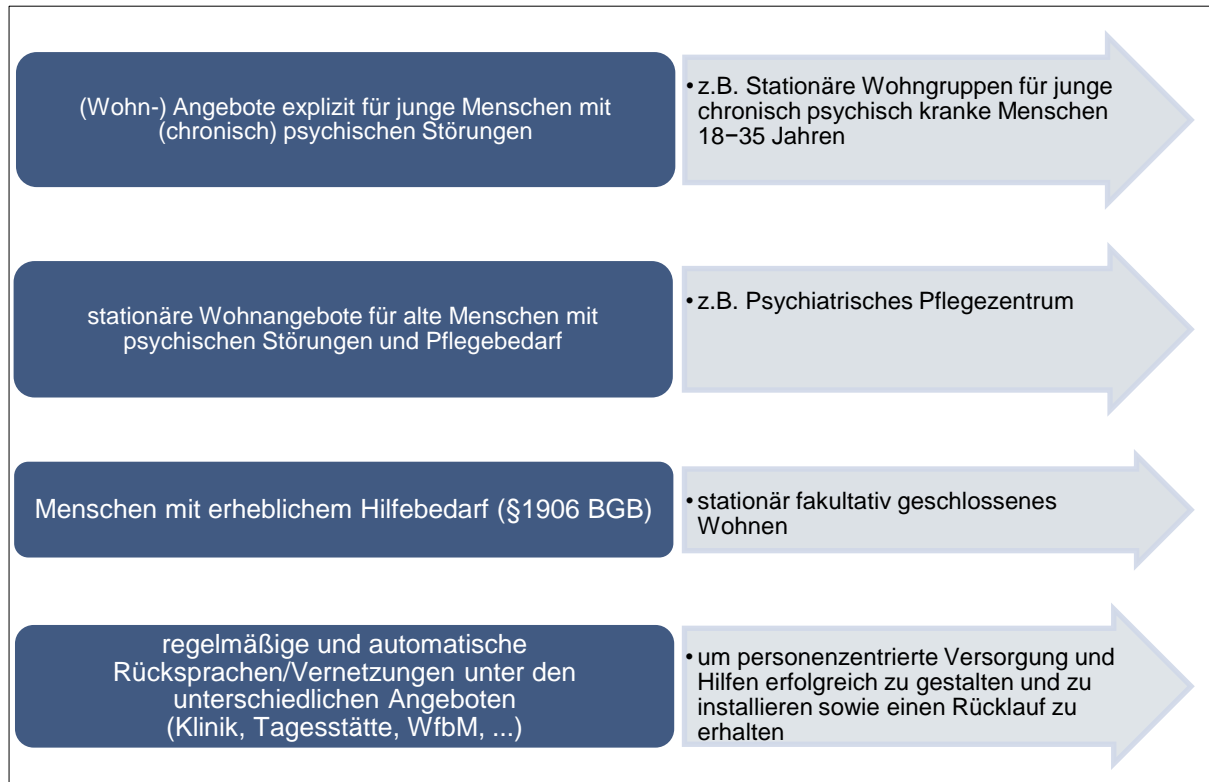 (Wohn-) Angebote explizit für junge Menschen mit
(chronisch) psychischen Störungen
• z.B. Stationäre Wohngruppen für junge
chronisch psychisch kranke Menschen
18−35 Jahren
stationäre Wohnangebote für alte Menschen mit
psychischen Störungen und Pflegebedarf
• z.B. Psychiatrisches Pflegezentrum
Menschen mit erheblichem Hilfebedarf (§1906 BGB)
• stationär fakultativ geschlossenes
Wohnen
regelmäßige und automatische
Rücksprachen/Vernetzungen unter den
unterschiedlichen Angeboten
(Klinik, Tagesstätte, WfbM, ...)
• um personenzentrierte Versorgung und
Hilfen erfolgreich zu gestalten und zu
installieren sowie einen Rücklauf zu
erhalten